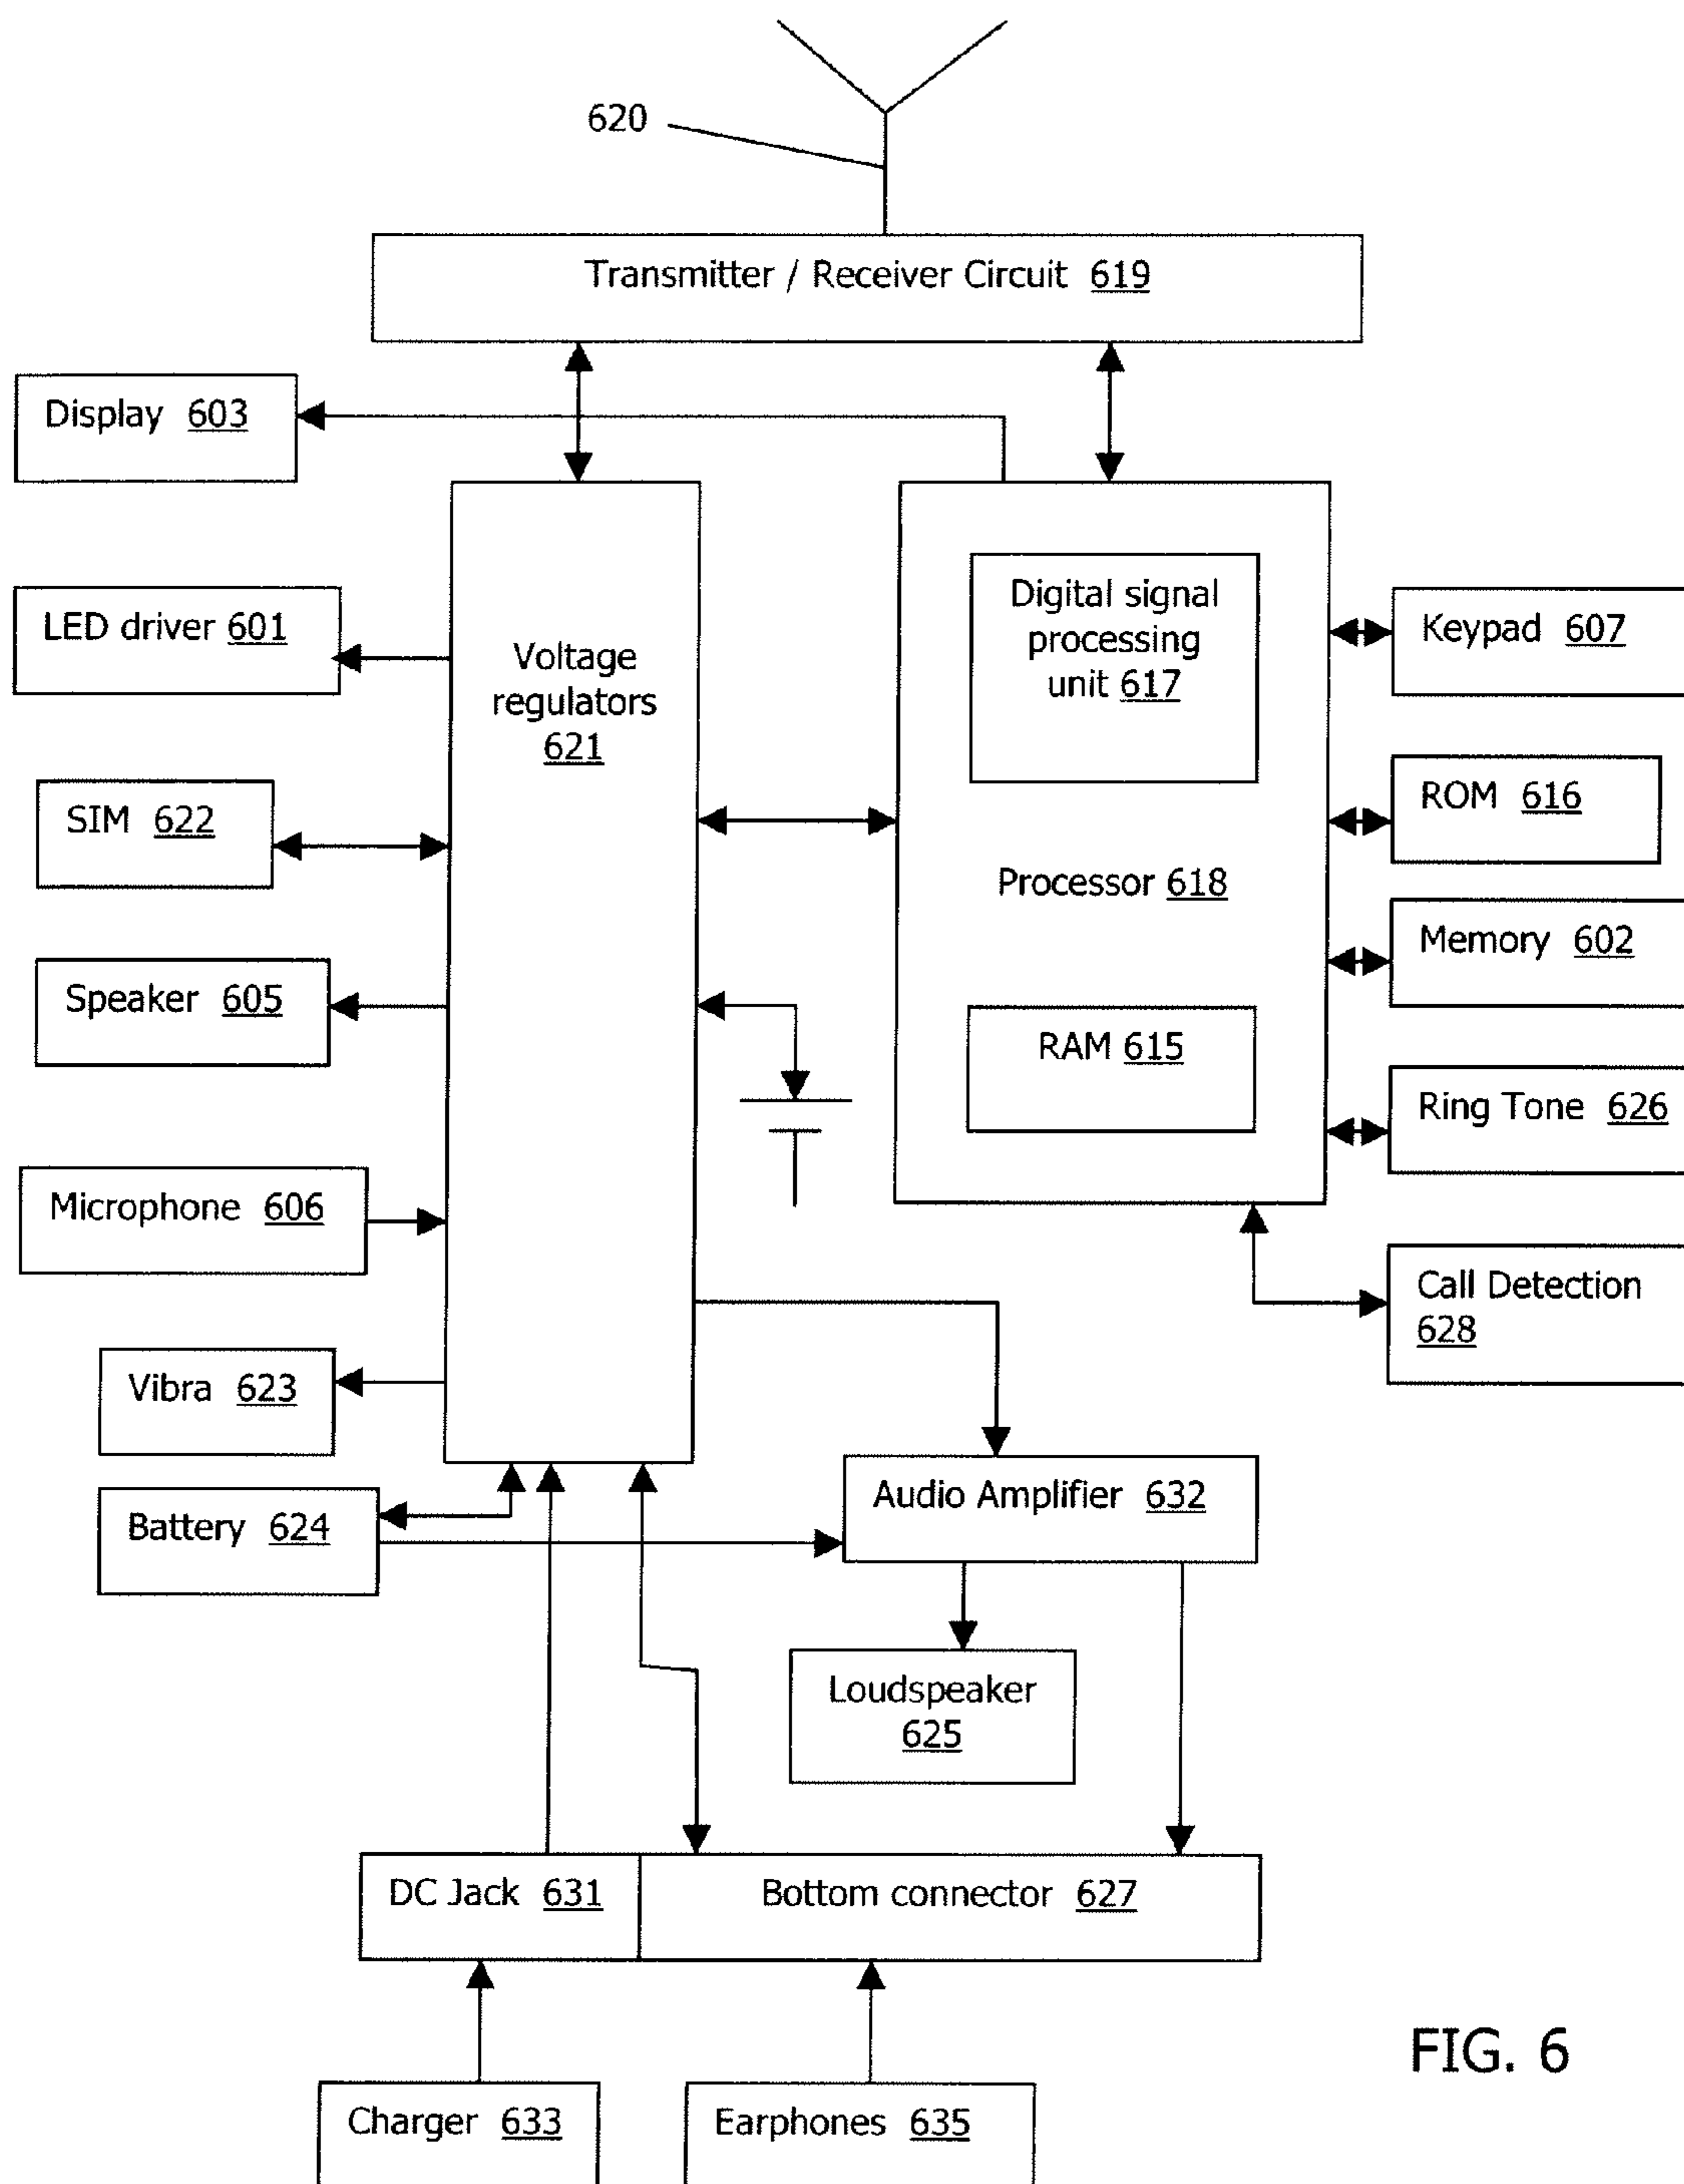 620
Transmitter / Receiver Circuit 619
Display 603
LED driver 601
Voltage
regulators
621
Digital signal
processing
unit 617
Keypad 607
SIM 622
ROM 616
Processor 618
Memory 602
Speaker 605
RAM 615
Ring Tone 626
Microphone 606
Call Detection
628
Vibra 623
Battery 624
Audio Amplifier 632
Loudspeaker
625
DC Jack 631
Bottom connector 627
Charger 633
Earphones 635
FIG. 6